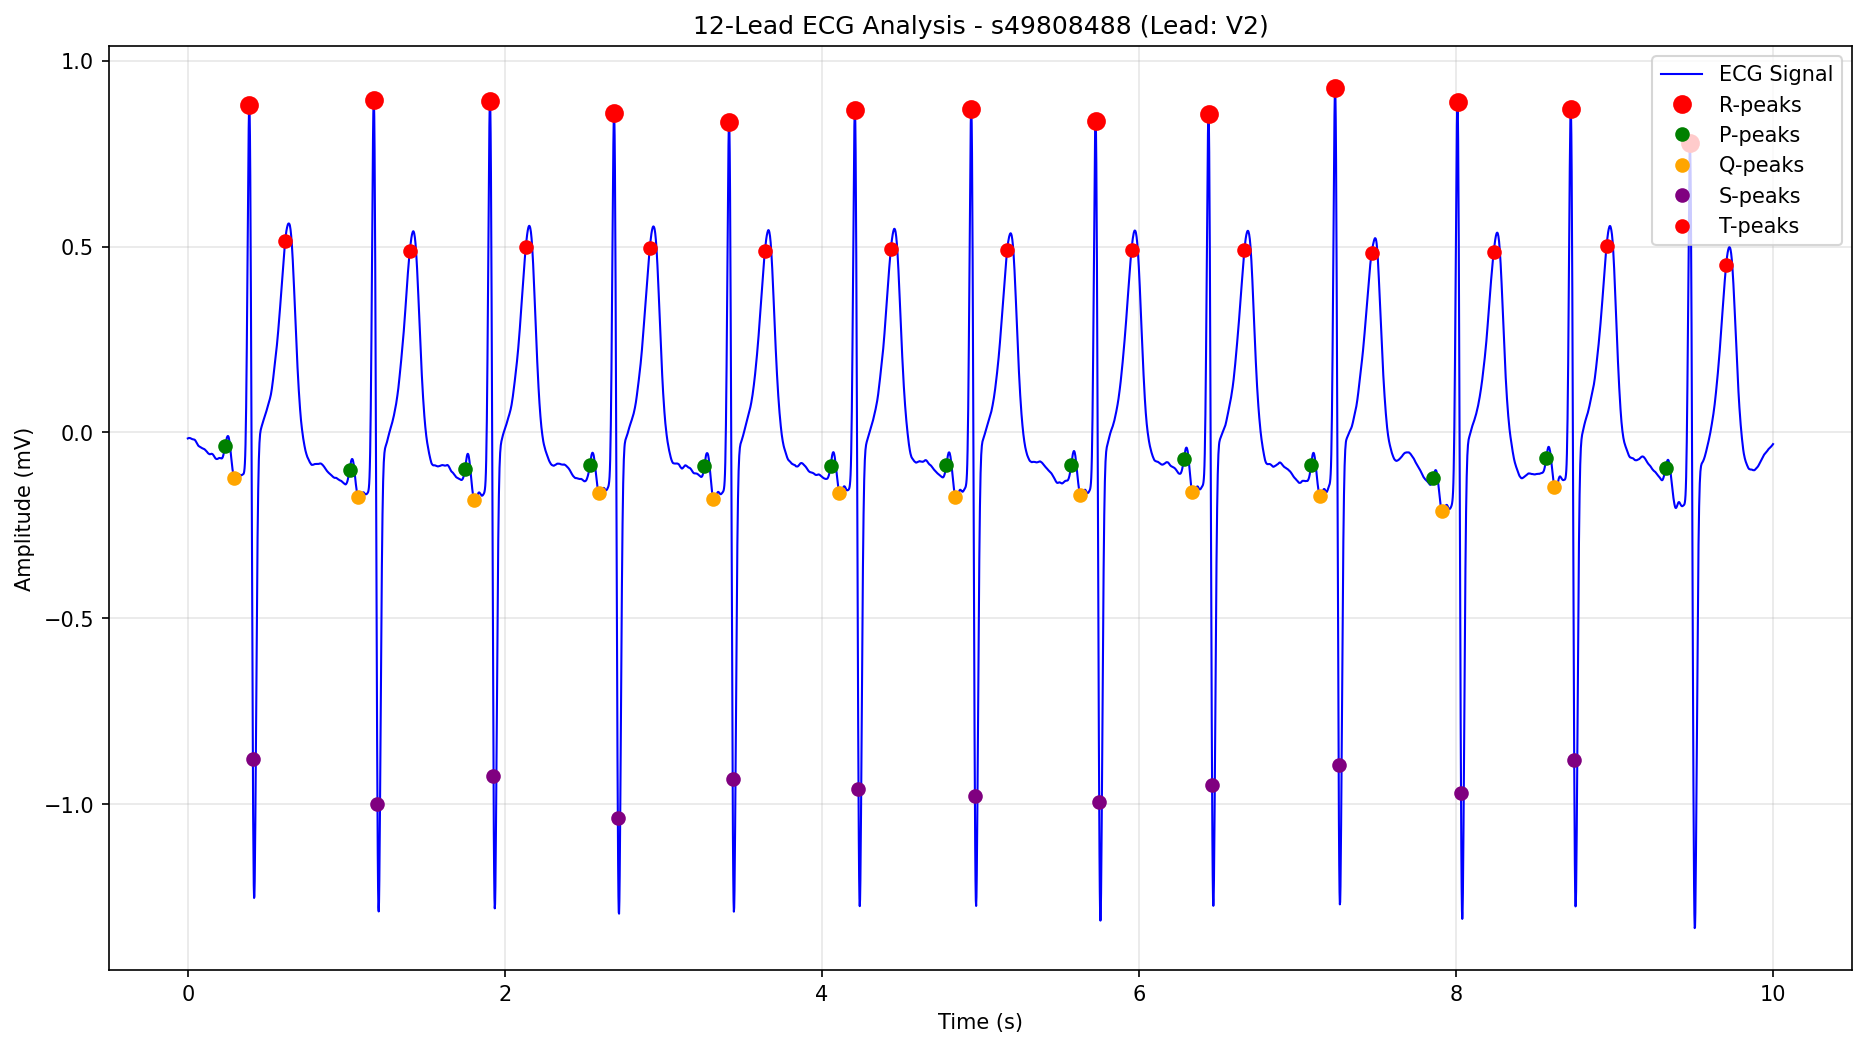 12-Lead ECG Analysis - s49808488 (Lead: V2)
ECG Signal
R-peaks
P-peaks
Q-peaks
S-peaks
T-peaks
Amplitude (mV)
1.0
0.5
0.0
−0.5
−1.0
0 2 4 6 8 10
Time (s)